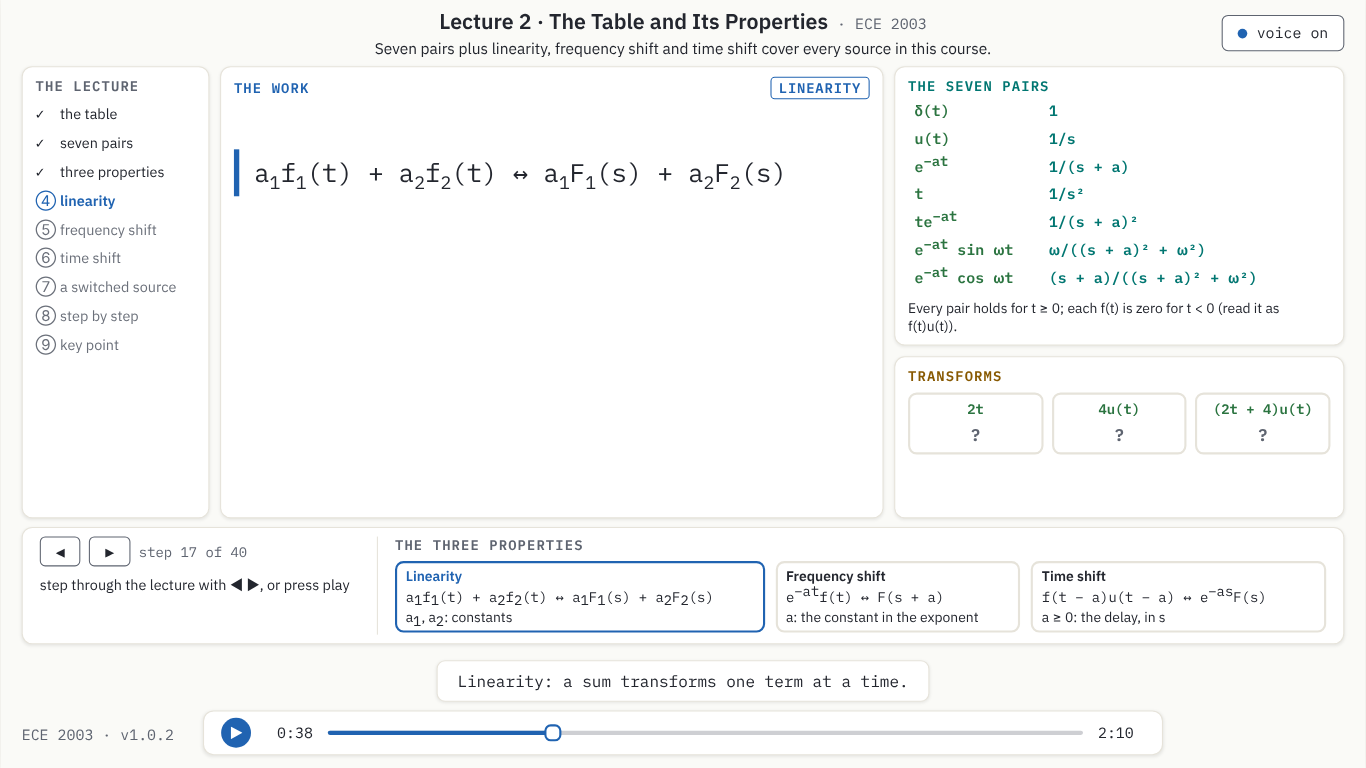 Lecture 2 · The Table and Its Properties · ECE 2003
Seven pairs plus linearity, frequency shift and time shift cover every source in this course.
● voice on
THE LECTURE
✓ the table
✓ seven pairs
✓ three properties
④ linearity
⑤ frequency shift
⑥ time shift
⑦ a switched source
⑧ step by step
⑨ key point
THE WORK
LINEARITY
a₁f₁(t) + a₂f₂(t) ↔ a₁F₁(s) + a₂F₂(s)
THE SEVEN PAIRS
δ(t) 1
u(t) 1/s
e⁻ᵃᵗ 1/(s + a)
t 1/s²
te⁻ᵃᵗ 1/(s + a)²
e⁻ᵃᵗ sin ωt ω/((s + a)² + ω²)
e⁻ᵃᵗ cos ωt (s + a)/((s + a)² + ω²)
Every pair holds for t ≥ 0; each f(t) is zero for t < 0 (read it as
f(t)u(t)).
TRANSFORMS
2t 4u(t) (2t + 4)u(t)
? ? ?
◀ ▶ step 17 of 40
step through the lecture with ◀ ▶, or press play
THE THREE PROPERTIES
Linearity
a₁f₁(t) + a₂f₂(t) ↔ a₁F₁(s) + a₂F₂(s)
a₁, a₂: constants
Frequency shift
e⁻ᵃᵗf(t) ↔ F(s + a)
a: the constant in the exponent
Time shift
f(t − a)u(t − a) ↔ e⁻ᵃˢF(s)
a ≥ 0: the delay, in s
Linearity: a sum transforms one term at a time.
ECE 2003 · v1.0.2
0:38 2:10